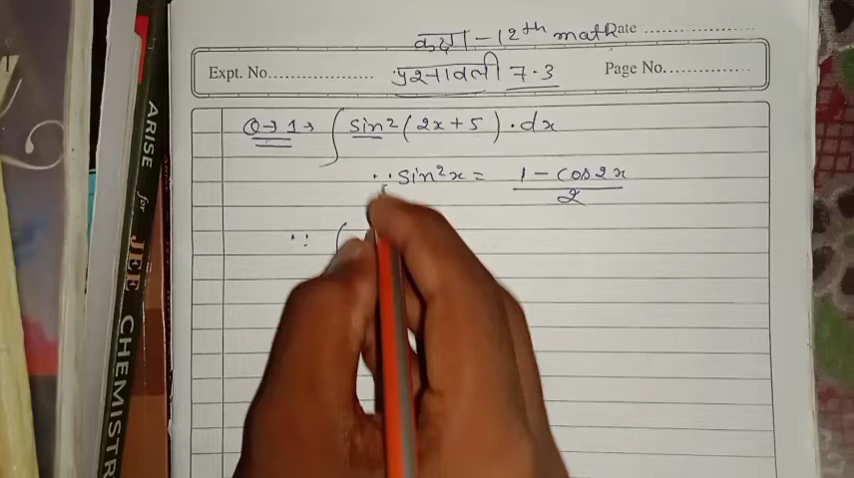 कक्षा - 12th math Date
Expt. No. प्रश्नावली 7.3 Page No.
Q→1→ ∫ sin²(2x+5)·dx
∵ sin²x = (1 - cos2x)/2
∵ ∫
ARISE for JEE CHEMISTR